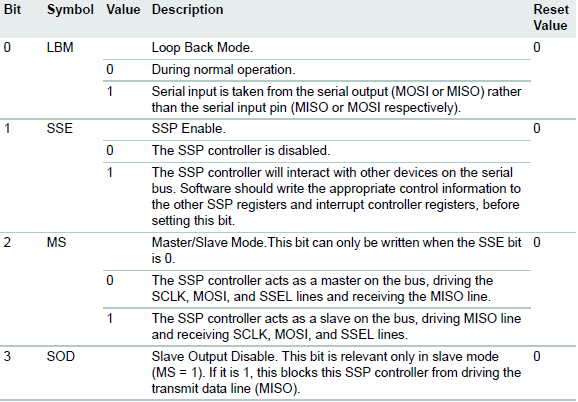 Bit Symbol Value Description Reset
Value
0 LBM Loop Back Mode. 0
0 During normal operation.
1 Serial input is taken from the serial output (MOSI or MISO) rather
than the serial input pin (MISO or MOSI respectively).
1 SSE SSP Enable. 0
0 The SSP controller is disabled.
1 The SSP controller will interact with other devices on the serial
bus. Software should write the appropriate control information to
the other SSP registers and interrupt controller registers, before
setting this bit.
2 MS Master/Slave Mode.This bit can only be written when the SSE bit 0
is 0.
0 The SSP controller acts as a master on the bus, driving the
SCLK, MOSI, and SSEL lines and receiving the MISO line.
1 The SSP controller acts as a slave on the bus, driving MISO line
and receiving SCLK, MOSI, and SSEL lines.
3 SOD Slave Output Disable. This bit is relevant only in slave mode 0
(MS = 1). If it is 1, this blocks this SSP controller from driving the
transmit data line (MISO).